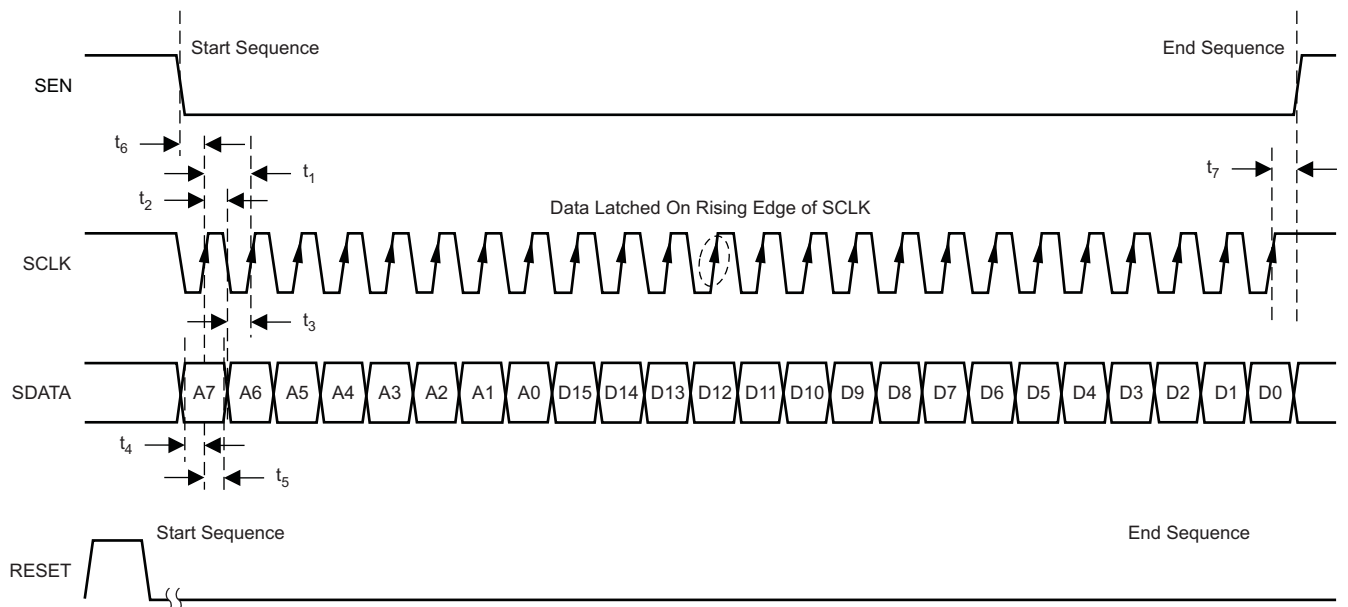 Start Sequence
End Sequence
SEN
t6
t1
t7
t2
Data Latched On Rising Edge of SCLK
SCLK
t3
SDATA
A7 A6 A5 A4 A3 A2 A1 A0 D15 D14 D13 D12 D11 D10 D9 D8 D7 D6 D5 D4 D3 D2 D1 D0
t4
t5
Start Sequence
End Sequence
RESET